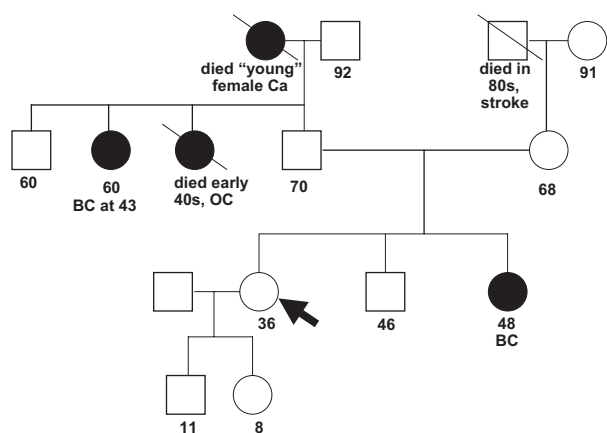 died “young”
female Ca
92
died in
80s,
stroke
91
60
60
BC at 43
died early
40s, OC
70
68
36
46
48
BC
11
8